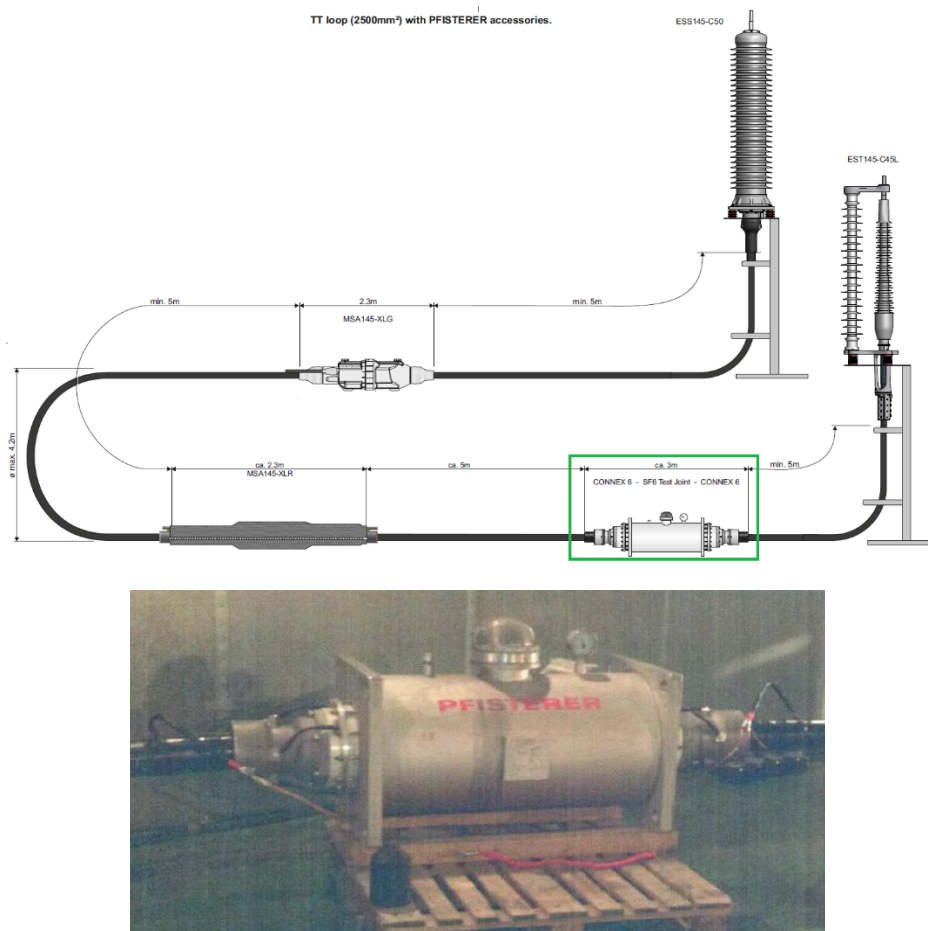 TT loop (2500mm²) with PFISTERER accessories.
ESS145-C50
EST145-C45L
min. 5m
2.3m
min. 5m
MSA145-XLG
ø max. 4.2m
ca. 2.3m
ca. 5m
ca. 3m
min. 5m
MSA145-XLR
CONNEX 6 - SF6 Test Joint - CONNEX 6
PFISTERER